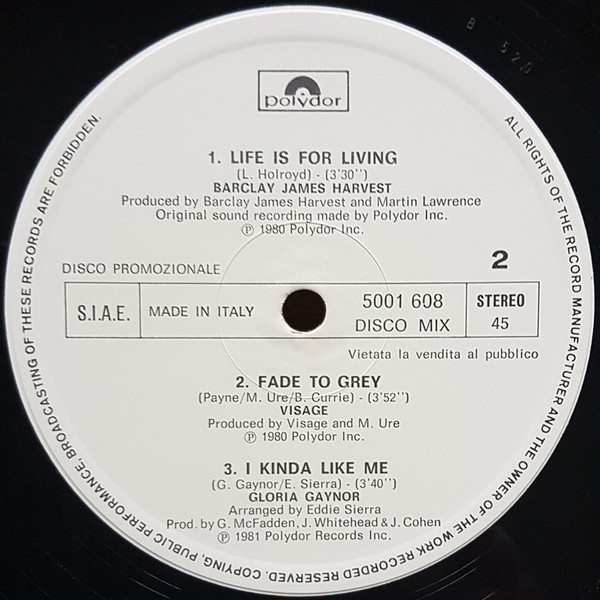 B 520
polydor
1. LIFE IS FOR LIVING
(L. Holroyd) - (3'30'')
BARCLAY JAMES HARVEST
Produced by Barclay James Harvest and Martin Lawrence
Original sound recording made by Polydor Inc.
℗ 1980 Polydor Inc.
DISCO PROMOZIONALE
2
S.I.A.E.
MADE IN ITALY
5001 608
DISCO MIX
STEREO
45
Vietata la vendita al pubblico
2. FADE TO GREY
(Payne/M. Ure/B. Currie) - (3'52'')
VISAGE
Produced by Visage and M. Ure
℗ 1980 Polydor Inc.
3. I KINDA LIKE ME
(G. Gaynor/E. Sierra) - (3'40'')
GLORIA GAYNOR
Arranged by Eddie Sierra
Prod. by G. McFadden, J. Whitehead & J. Cohen
℗ 1981 Polydor Records Inc.
ALL RIGHTS OF THE RECORD MANUFACTURER AND THE OWNER OF THE WORK RECORDED RESERVED. COPYING, PUBLIC PERFORMANCE, BROADCASTING OF THESE RECORDS ARE FORBIDDEN.